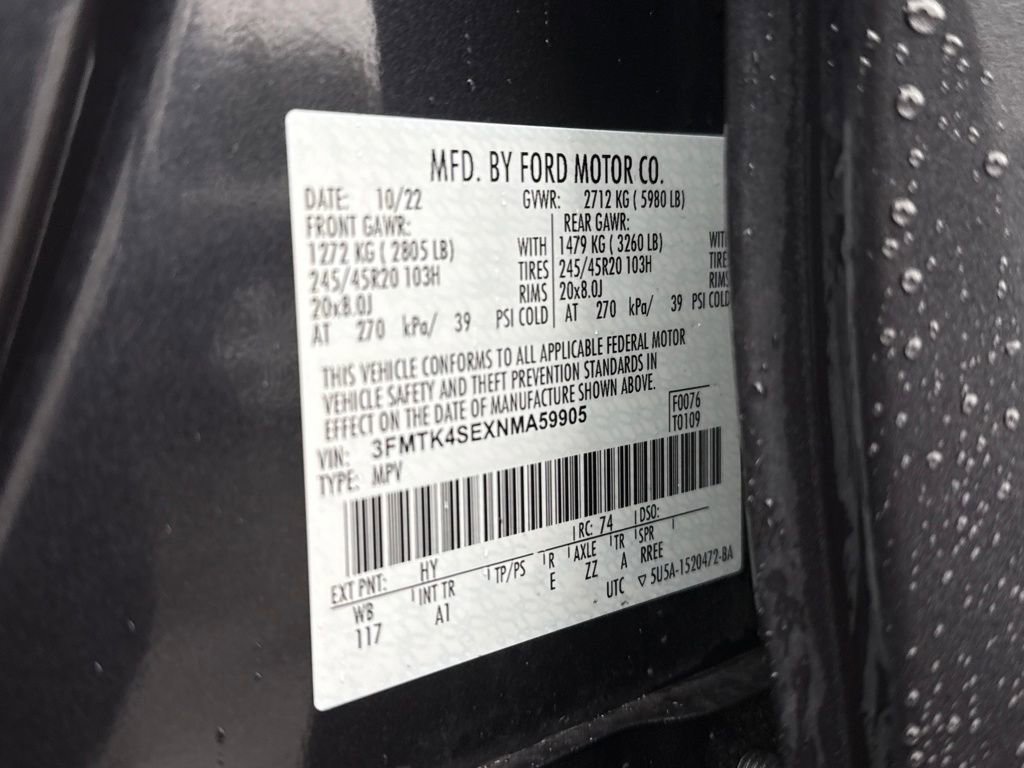 MFD. BY FORD MOTOR CO.
DATE: 10/22 GVWR: 2712 KG ( 5980 LB)
FRONT GAWR: REAR GAWR:
1272 KG ( 2805 LB) WITH 1479 KG ( 3260 LB) WIT
245/45R20 103H TIRES 245/45R20 103H TIRE
20x8.0J RIMS 20x8.0J RIMS
AT 270 kPa/ 39 PSI COLD AT 270 kPa/ 39 PSI COLD
THIS VEHICLE CONFORMS TO ALL APPLICABLE FEDERAL MOTOR
VEHICLE SAFETY AND THEFT PREVENTION STANDARDS IN
EFFECT ON THE DATE OF MANUFACTURE SHOWN ABOVE.
VIN: 3FMTK4SEXNMA59905 F0076
TYPE: MPV T0109
EXT PNT: HY RC: 74 DSO:
WB INT TR TP/PS R AXLE TR SPR
117 A1 E ZZ A RREE
UTC ▽ 5U5A-1520472-BA